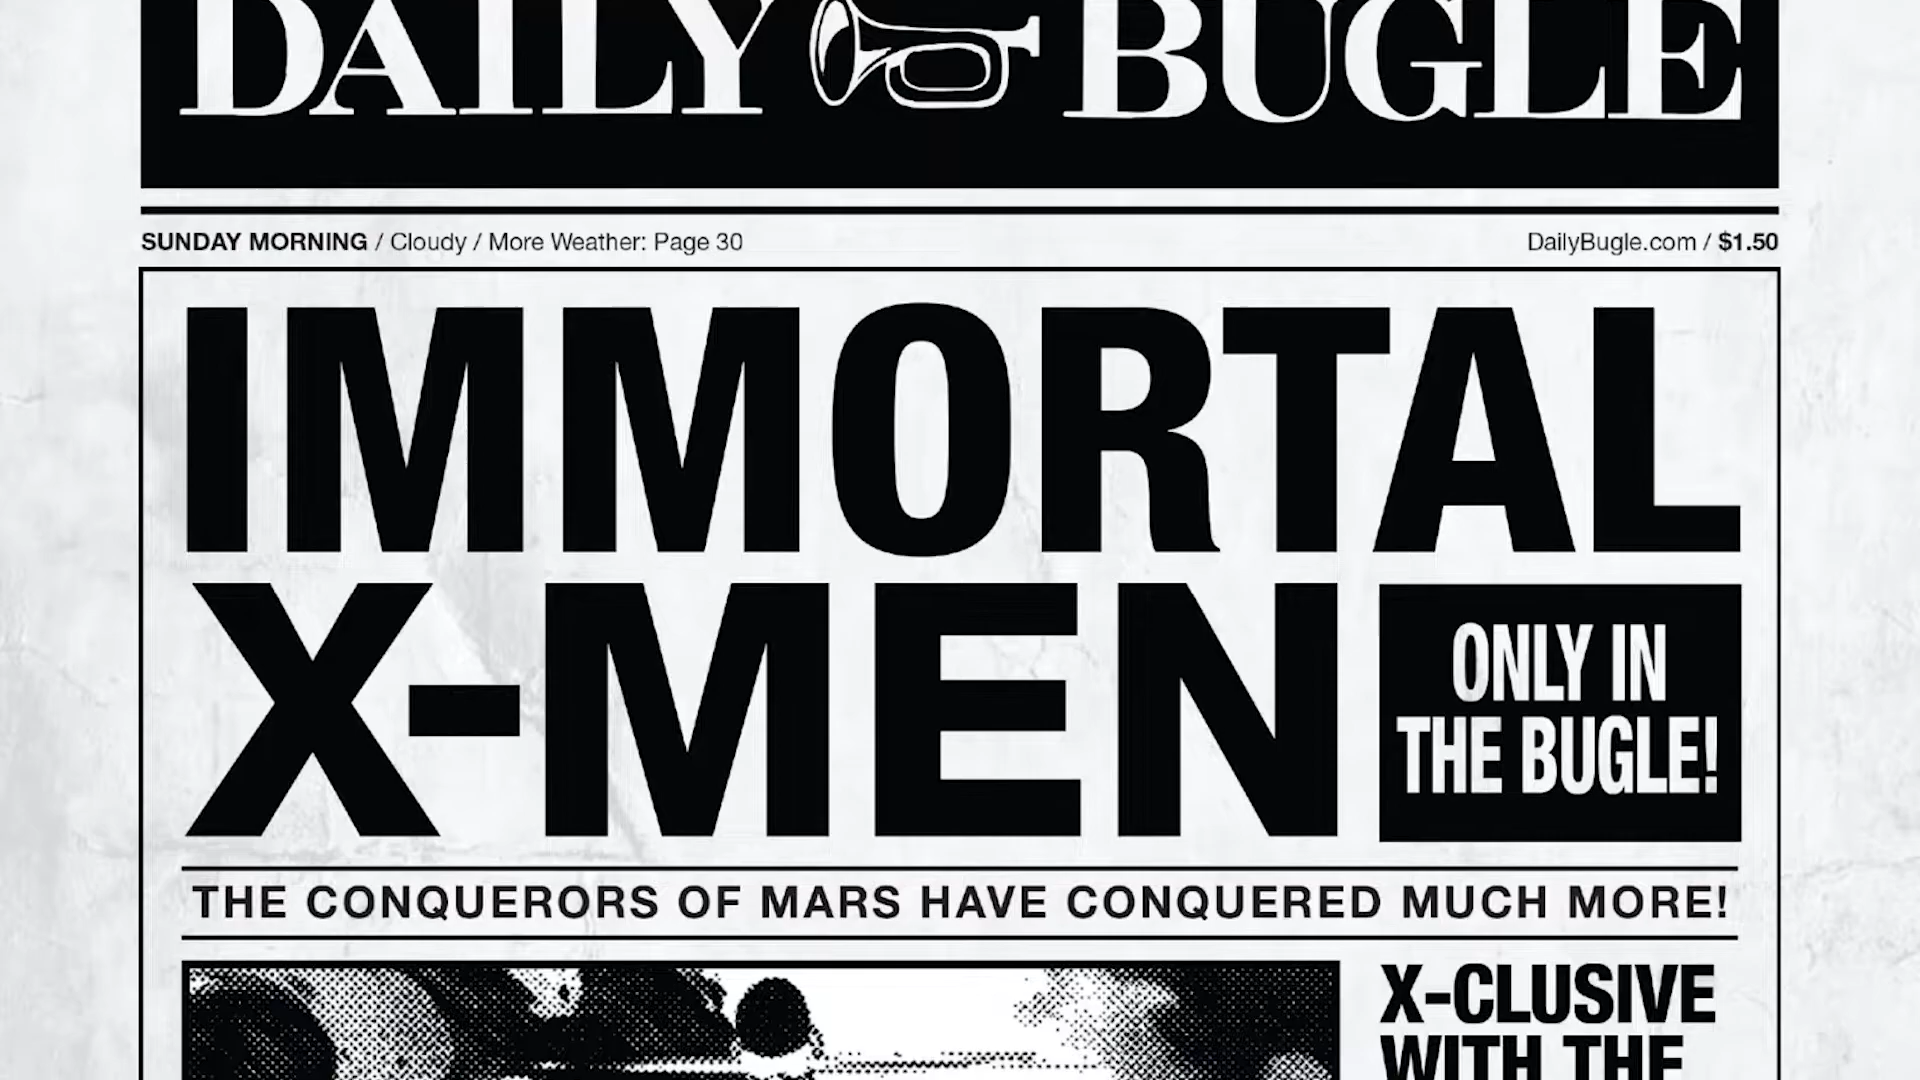 DAILY BUGLE
SUNDAY MORNING / Cloudy / More Weather: Page 30
DailyBugle.com / $1.50
IMMORTAL
X-MEN
ONLY IN
THE BUGLE!
THE CONQUERORS OF MARS HAVE CONQUERED MUCH MORE!
X-CLUSIVE
WITH THE